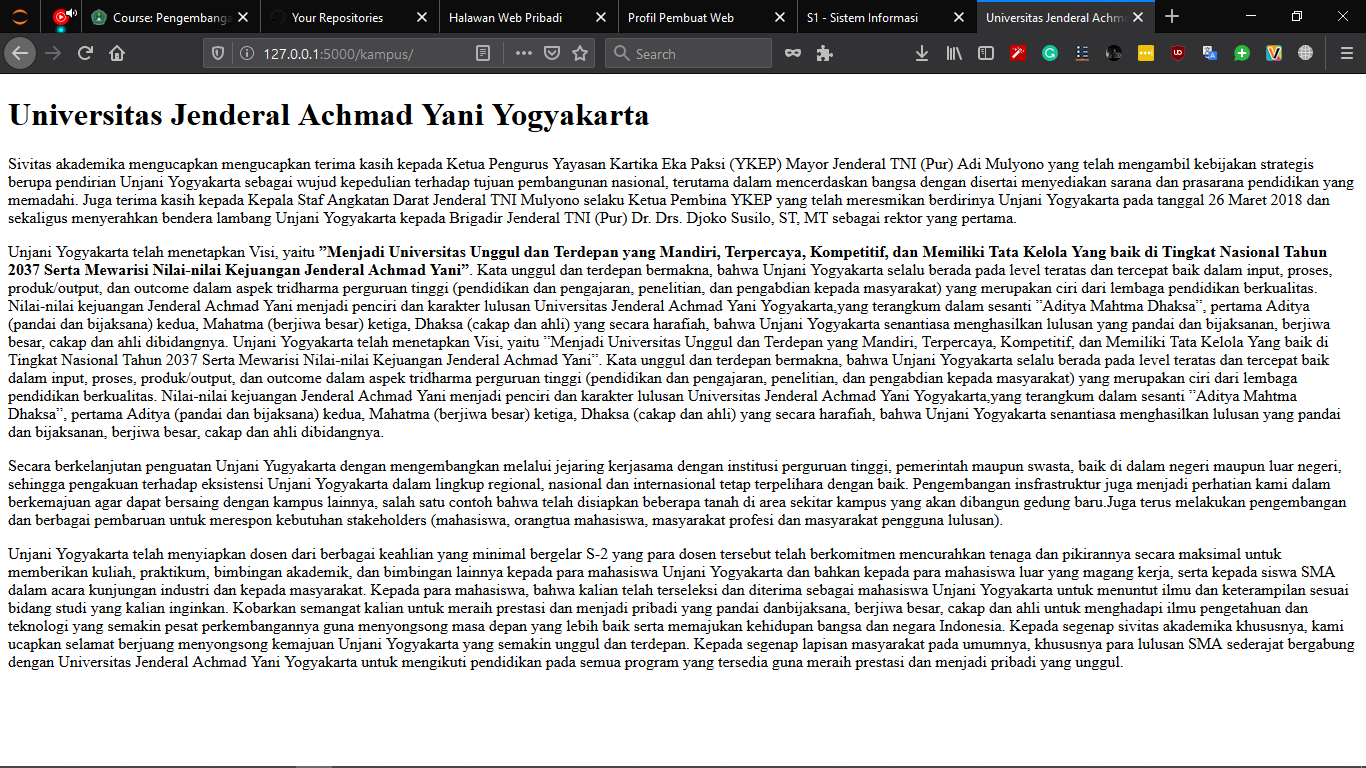 Course: Pengembanga
Your Repositories
Halawan Web Pribadi
Profil Pembuat Web
S1 - Sistem Informasi
Universitas Jenderal Achm
127.0.0.1:5000/kampus/
Search
Universitas Jenderal Achmad Yani Yogyakarta
Sivitas akademika mengucapkan mengucapkan terima kasih kepada Ketua Pengurus Yayasan Kartika Eka Paksi (YKEP) Mayor Jenderal TNI (Pur) Adi Mulyono yang telah mengambil kebijakan strategis
berupa pendirian Unjani Yogyakarta sebagai wujud kepedulian terhadap tujuan pembangunan nasional, terutama dalam mencerdaskan bangsa dengan disertai menyediakan sarana dan prasarana pendidikan yang
memadahi. Juga terima kasih kepada Kepala Staf Angkatan Darat Jenderal TNI Mulyono selaku Ketua Pembina YKEP yang telah meresmikan berdirinya Unjani Yogyakarta pada tanggal 26 Maret 2018 dan
sekaligus menyerahkan bendera lambang Unjani Yogyakarta kepada Brigadir Jenderal TNI (Pur) Dr. Drs. Djoko Susilo, ST, MT sebagai rektor yang pertama.
Unjani Yogyakarta telah menetapkan Visi, yaitu ”Menjadi Universitas Unggul dan Terdepan yang Mandiri, Terpercaya, Kompetitif, dan Memiliki Tata Kelola Yang baik di Tingkat Nasional Tahun
2037 Serta Mewarisi Nilai-nilai Kejuangan Jenderal Achmad Yani”. Kata unggul dan terdepan bermakna, bahwa Unjani Yogyakarta selalu berada pada level teratas dan tercepat baik dalam input, proses,
produk/output, dan outcome dalam aspek tridharma perguruan tinggi (pendidikan dan pengajaran, penelitian, dan pengabdian kepada masyarakat) yang merupakan ciri dari lembaga pendidikan berkualitas.
Nilai-nilai kejuangan Jenderal Achmad Yani menjadi penciri dan karakter lulusan Universitas Jenderal Achmad Yani Yogyakarta,yang terangkum dalam sesanti ”Aditya Mahtma Dhaksa”, pertama Aditya
(pandai dan bijaksana) kedua, Mahatma (berjiwa besar) ketiga, Dhaksa (cakap dan ahli) yang secara harafiah, bahwa Unjani Yogyakarta senantiasa menghasilkan lulusan yang pandai dan bijaksanan, berjiwa
besar, cakap dan ahli dibidangnya. Unjani Yogyakarta telah menetapkan Visi, yaitu ”Menjadi Universitas Unggul dan Terdepan yang Mandiri, Terpercaya, Kompetitif, dan Memiliki Tata Kelola Yang baik di
Tingkat Nasional Tahun 2037 Serta Mewarisi Nilai-nilai Kejuangan Jenderal Achmad Yani”. Kata unggul dan terdepan bermakna, bahwa Unjani Yogyakarta selalu berada pada level teratas dan tercepat baik
dalam input, proses, produk/output, dan outcome dalam aspek tridharma perguruan tinggi (pendidikan dan pengajaran, penelitian, dan pengabdian kepada masyarakat) yang merupakan ciri dari lembaga
pendidikan berkualitas. Nilai-nilai kejuangan Jenderal Achmad Yani menjadi penciri dan karakter lulusan Universitas Jenderal Achmad Yani Yogyakarta,yang terangkum dalam sesanti ”Aditya Mahtma
Dhaksa”, pertama Aditya (pandai dan bijaksana) kedua, Mahatma (berjiwa besar) ketiga, Dhaksa (cakap dan ahli) yang secara harafiah, bahwa Unjani Yogyakarta senantiasa menghasilkan lulusan yang pandai
dan bijaksanan, berjiwa besar, cakap dan ahli dibidangnya.
Secara berkelanjutan penguatan Unjani Yugyakarta dengan mengembangkan melalui jejaring kerjasama dengan institusi perguruan tinggi, pemerintah maupun swasta, baik di dalam negeri maupun luar negeri,
sehingga pengakuan terhadap eksistensi Unjani Yogyakarta dalam lingkup regional, nasional dan internasional tetap terpelihara dengan baik. Pengembangan insfrastruktur juga menjadi perhatian kami dalam
berkemajuan agar dapat bersaing dengan kampus lainnya, salah satu contoh bahwa telah disiapkan beberapa tanah di area sekitar kampus yang akan dibangun gedung baru.Juga terus melakukan pengembangan
dan berbagai pembaruan untuk merespon kebutuhan stakeholders (mahasiswa, orangtua mahasiswa, masyarakat profesi dan masyarakat pengguna lulusan).
Unjani Yogyakarta telah menyiapkan dosen dari berbagai keahlian yang minimal bergelar S-2 yang para dosen tersebut telah berkomitmen mencurahkan tenaga dan pikirannya secara maksimal untuk
memberikan kuliah, praktikum, bimbingan akademik, dan bimbingan lainnya kepada para mahasiswa Unjani Yogyakarta dan bahkan kepada para mahasiswa luar yang magang kerja, serta kepada siswa SMA
dalam acara kunjungan industri dan kepada masyarakat. Kepada para mahasiswa, bahwa kalian telah terseleksi dan diterima sebagai mahasiswa Unjani Yogyakarta untuk menuntut ilmu dan keterampilan sesuai
bidang studi yang kalian inginkan. Kobarkan semangat kalian untuk meraih prestasi dan menjadi pribadi yang pandai danbijaksana, berjiwa besar, cakap dan ahli untuk menghadapi ilmu pengetahuan dan
teknologi yang semakin pesat perkembangannya guna menyongsong masa depan yang lebih baik serta memajukan kehidupan bangsa dan negara Indonesia. Kepada segenap sivitas akademika khususnya, kami
ucapkan selamat berjuang menyongsong kemajuan Unjani Yogyakarta yang semakin unggul dan terdepan. Kepada segenap lapisan masyarakat pada umumnya, khususnya para lulusan SMA sederajat bergabung
dengan Universitas Jenderal Achmad Yani Yogyakarta untuk mengikuti pendidikan pada semua program yang tersedia guna meraih prestasi dan menjadi pribadi yang unggul.